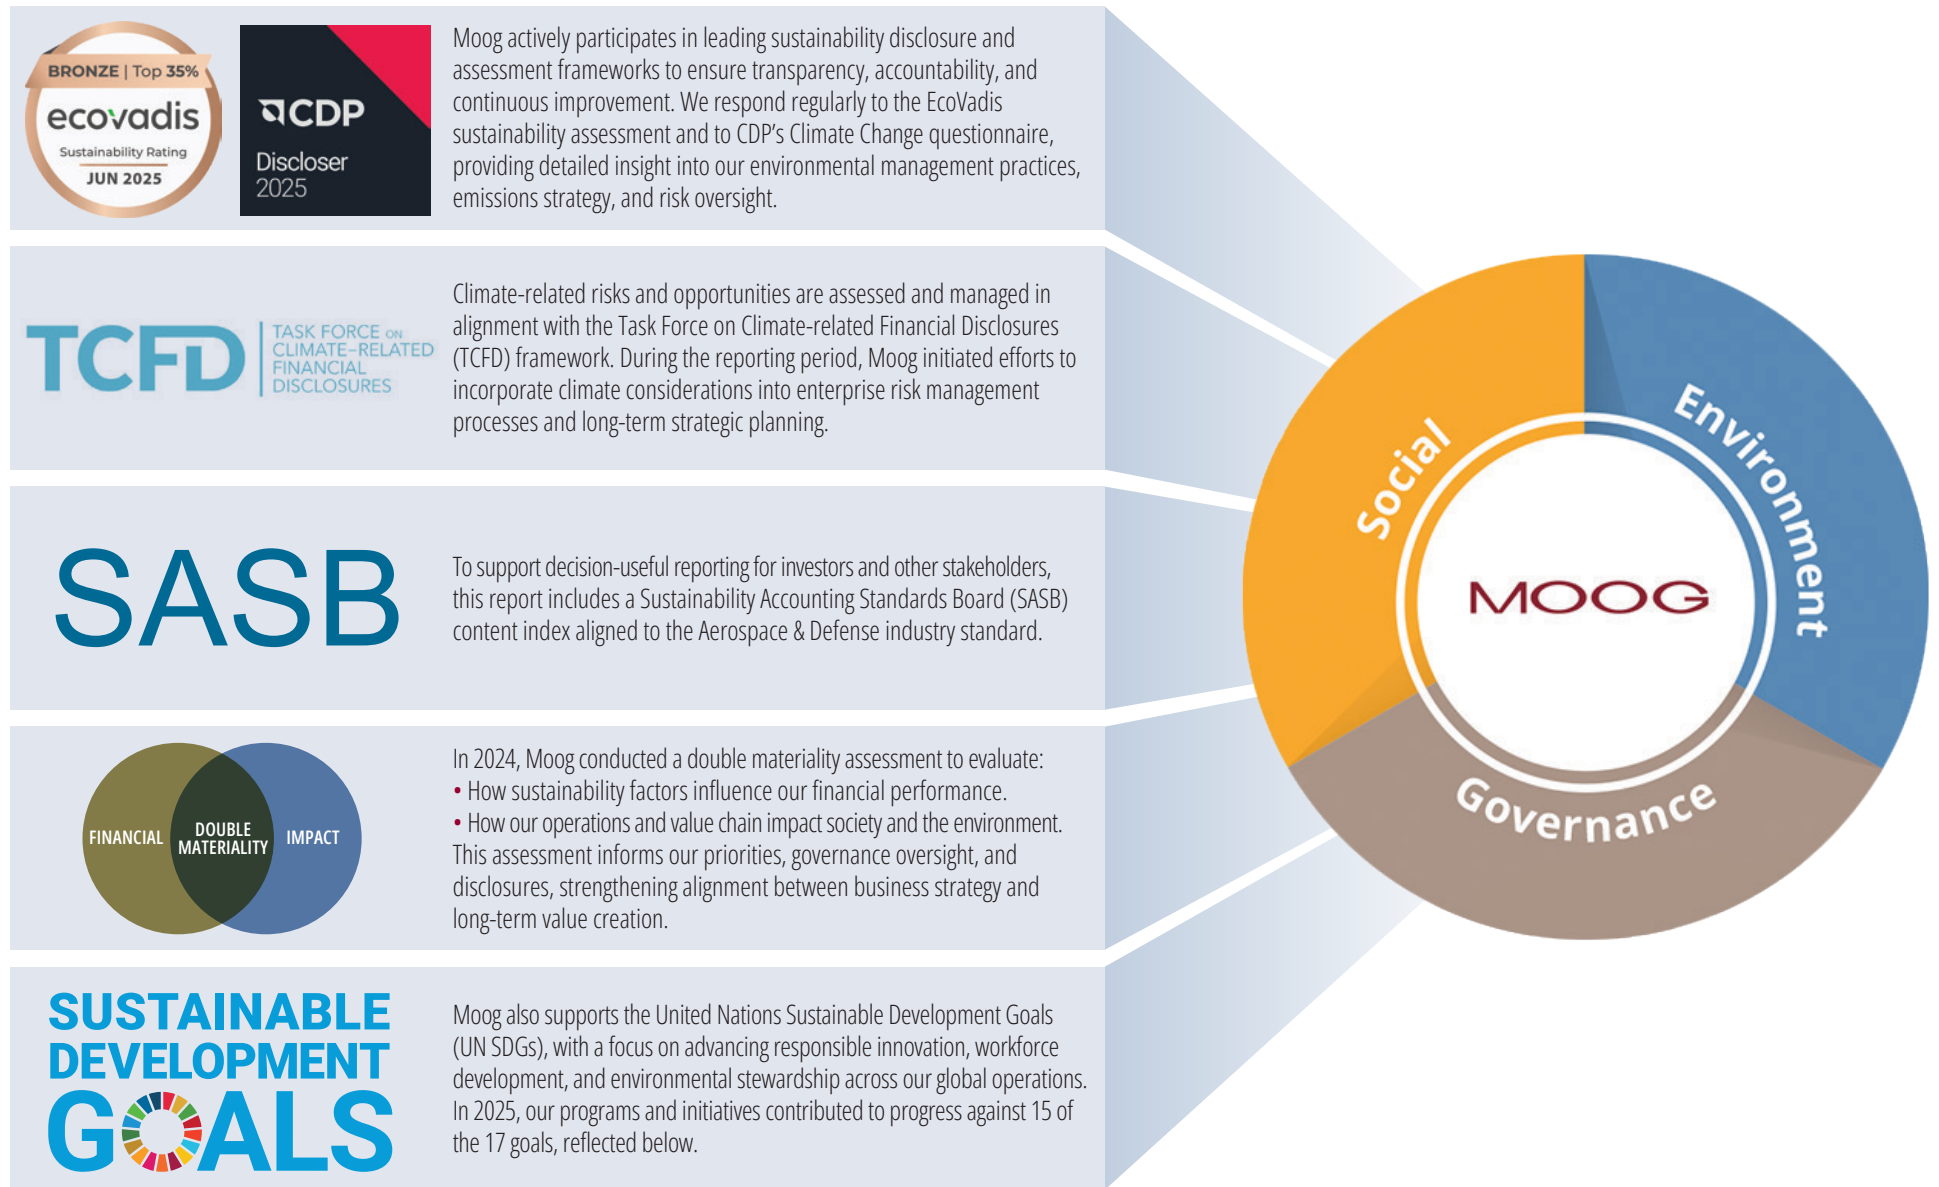 BRONZE | Top 35%
ecovadis
Sustainability Rating
JUN 2025
CDP
Discloser
2025
Moog actively participates in leading sustainability disclosure and
assessment frameworks to ensure transparency, accountability, and
continuous improvement. We respond regularly to the EcoVadis
sustainability assessment and to CDP’s Climate Change questionnaire,
providing detailed insight into our environmental management practices,
emissions strategy, and risk oversight.
TCFD
TASK FORCE ON
CLIMATE-RELATED
FINANCIAL
DISCLOSURES
Climate-related risks and opportunities are assessed and managed in
alignment with the Task Force on Climate-related Financial Disclosures
(TCFD) framework. During the reporting period, Moog initiated efforts to
incorporate climate considerations into enterprise risk management
processes and long-term strategic planning.
SASB
To support decision-useful reporting for investors and other stakeholders,
this report includes a Sustainability Accounting Standards Board (SASB)
content index aligned to the Aerospace & Defense industry standard.
FINANCIAL
DOUBLE
MATERIALITY
IMPACT
In 2024, Moog conducted a double materiality assessment to evaluate:
• How sustainability factors influence our financial performance.
• How our operations and value chain impact society and the environment.
This assessment informs our priorities, governance oversight, and
disclosures, strengthening alignment between business strategy and
long-term value creation.
SUSTAINABLE
DEVELOPMENT
GOALS
Moog also supports the United Nations Sustainable Development Goals
(UN SDGs), with a focus on advancing responsible innovation, workforce
development, and environmental stewardship across our global operations.
In 2025, our programs and initiatives contributed to progress against 15 of
the 17 goals, reflected below.
Social
Environment
MOOG
Governance